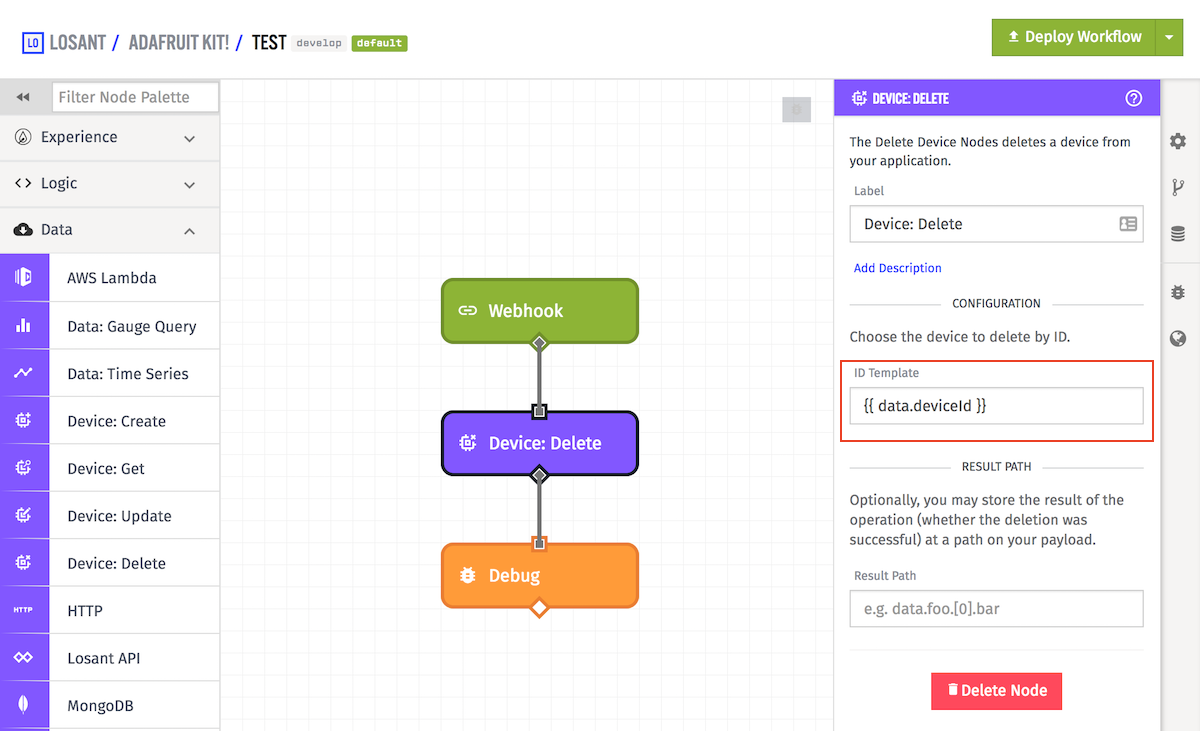 LO LOSANT / ADAFRUIT KIT! / TEST develop default
Deploy Workflow
Filter Node Palette
Experience
Logic
Data
AWS Lambda
Data: Gauge Query
Data: Time Series
Device: Create
Device: Get
Device: Update
Device: Delete
HTTP HTTP
Losant API
MongoDB
Webhook
Device: Delete
Debug
DEVICE: DELETE
The Delete Device Nodes deletes a device from
your application.
Label
Device: Delete
Add Description
CONFIGURATION
Choose the device to delete by ID.
ID Template
{{ data.deviceId }}
RESULT PATH
Optionally, you may store the result of the
operation (whether the deletion was
successful) at a path on your payload.
Result Path
e.g. data.foo.[0].bar
Delete Node